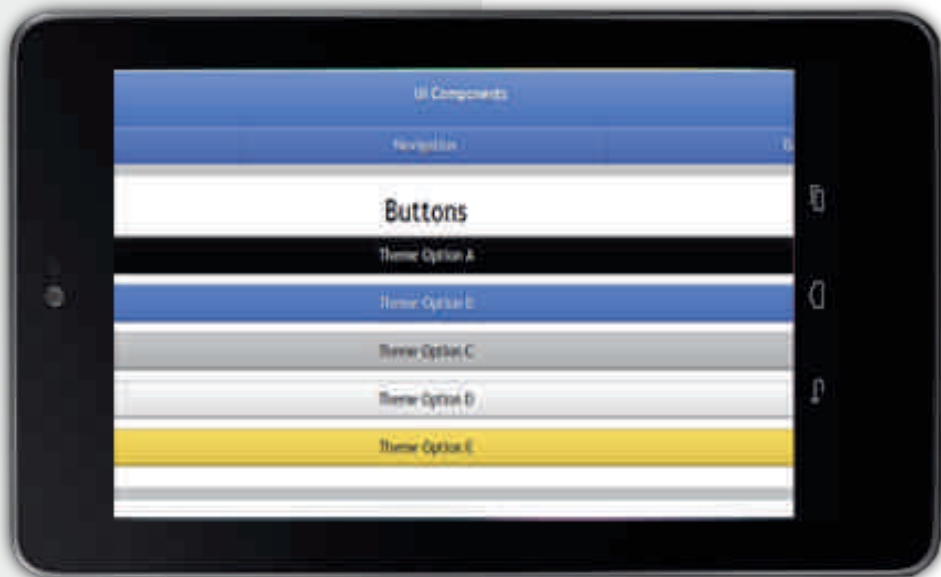 UI Components
Navigation
Buttons
Theme Option A
Theme Option B
Theme Option C
Theme Option D
Theme Option E